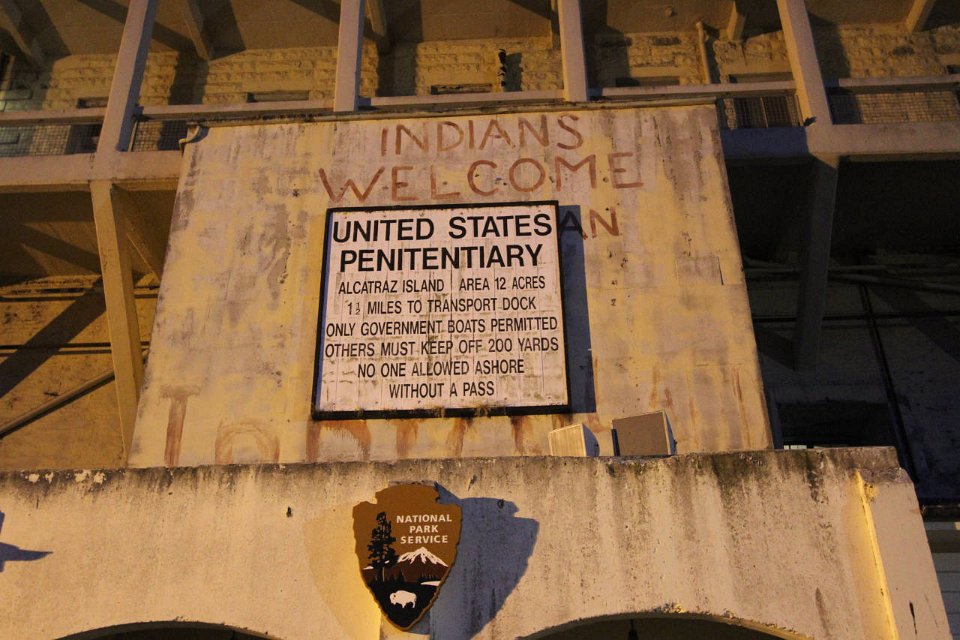 INDIANS
WELCOME
UNITED STATES
PENITENTIARY
ALCATRAZ ISLAND AREA 12 ACRES
1½ MILES TO TRANSPORT DOCK
ONLY GOVERNMENT BOATS PERMITTED
OTHERS MUST KEEP OFF 200 YARDS
NO ONE ALLOWED ASHORE
WITHOUT A PASS
NATIONAL
PARK
SERVICE